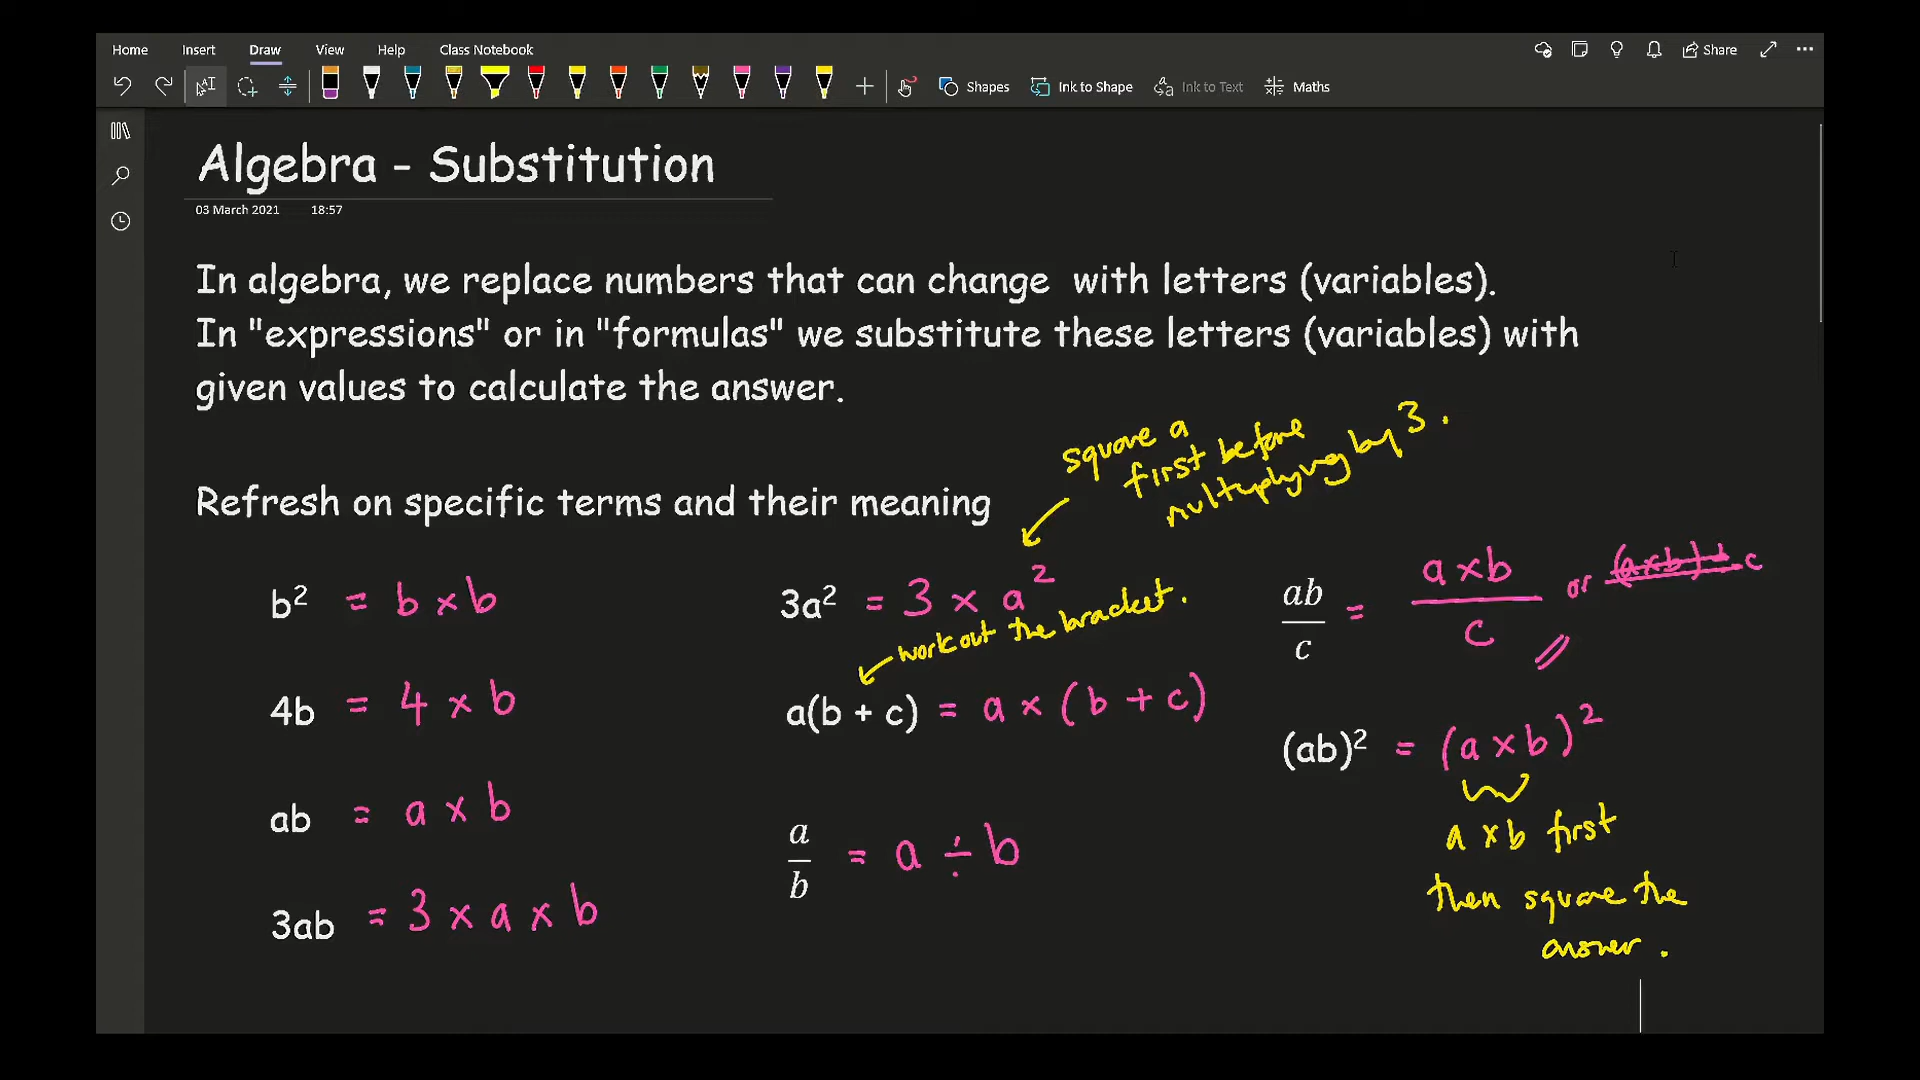 Home Insert Draw View Help Class Notebook
Share
Shapes Ink to Shape Ink to Text Maths
Algebra - Substitution
03 March 2021 18:57
In algebra, we replace numbers that can change with letters (variables).
In "expressions" or in "formulas" we substitute these letters (variables) with
given values to calculate the answer.
square a
first before
multiplying by 3.
Refresh on specific terms and their meaning
b² = b × b
4b = 4 × b
ab = a × b
3ab = 3 × a × b
3a² = 3 × a²
work out the bracket.
a(b + c) = a × (b + c)
a/b = a ÷ b
ab/c = a×b/c or (a×b) ÷ c
(ab)² = (a × b)²
a × b first
then square the
answer.